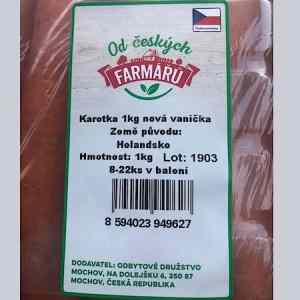 Od českých
FARMÁRŮ
Karotka 1kg nová vanička
Země původu:
Holandsko
Hmotnost: 1kg Lot: 1903
8-22ks v balení
8 594023 949627
DODAVATEL: ODBYTOVÉ DRUŽSTVO
MOCHOV, NA DOLEJŠKU 6, 250 87
MOCHOV, ČESKÁ REPUBLIKA